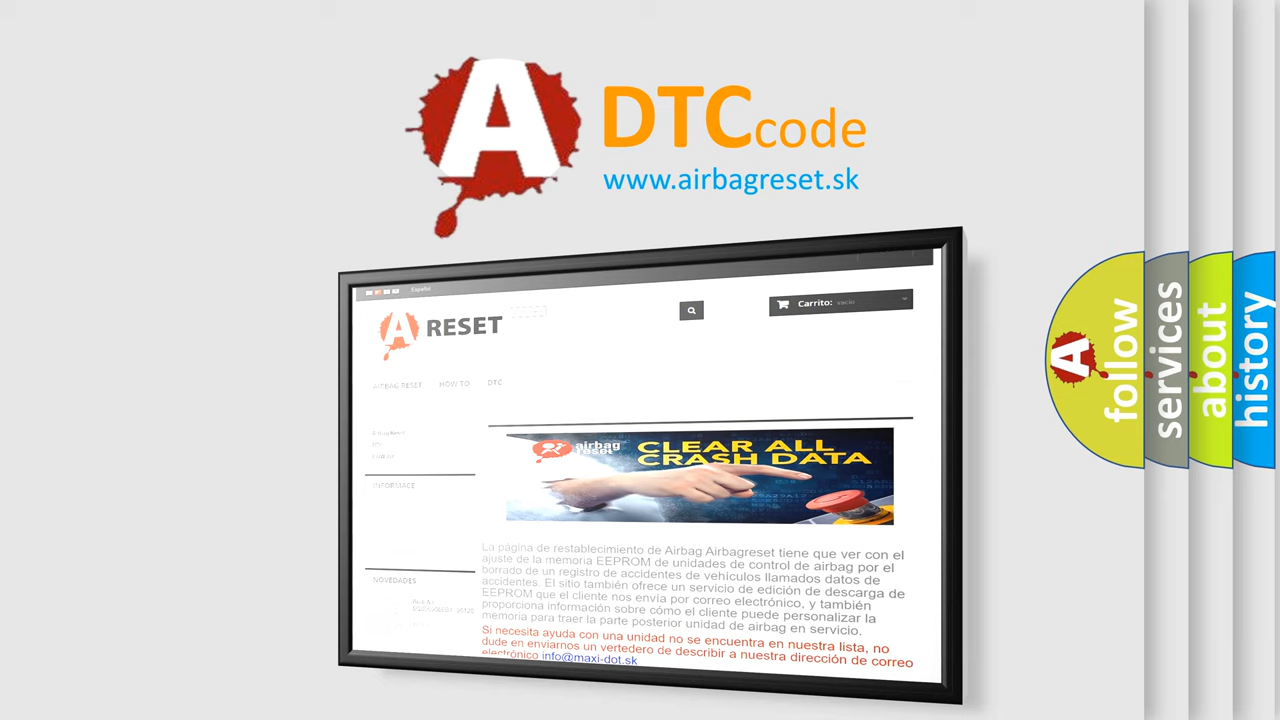 A
DTCcode
www.airbagreset.sk
Español
A RESET
Carrito: vacío
AIRBAG RESET HOW TO DTC
INFORMACE
NOVEDADES
airbag
reset
CLEAR ALL
CRASH DATA
La página de restablecimiento de Airbag Airbagreset tiene que ver con el
ajuste de la memoria EEPROM de unidades de control de airbag por el
borrado de un registro de accidentes de vehículos llamados datos de
accidentes. El sitio también ofrece un servicio de edición de descarga de
EEPROM que el cliente nos envía por correo electrónico, y también
proporciona información sobre cómo el cliente puede personalizar la
memoria para traer la parte posterior unidad de airbag en servicio.
Si necesita ayuda con una unidad no se encuentra en nuestra lista, no
dude en enviarnos un vertedero de describir a nuestra dirección de correo
electrónico info@maxi-dot.sk
A
follow
services
about
history